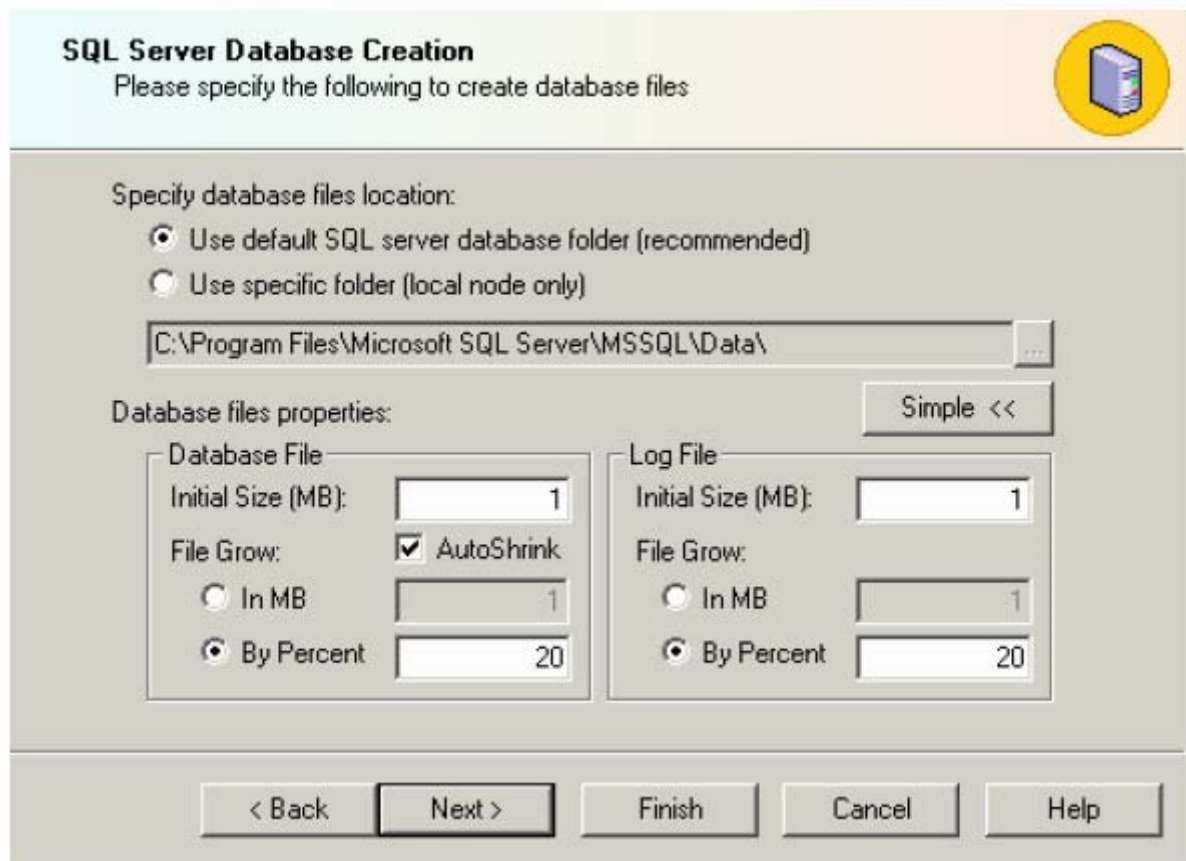 SQL Server Database Creation
Please specify the following to create database files
Specify database files location:
Use default SQL server database folder (recommended)
Use specific folder (local node only)
C:\Program Files\Microsoft SQL Server\MSSQL\Data\ ...
Simple <<
Database files properties:
Database File
Initial Size (MB): 1
File Grow: AutoShrink
In MB 1
By Percent 20
Log File
Initial Size (MB): 1
File Grow:
In MB 1
By Percent 20
< Back Next > Finish Cancel Help